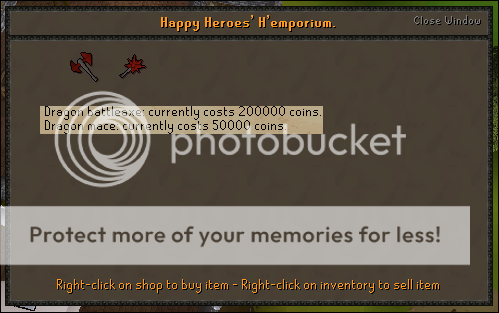 Happy Heroes' H'emporium.
Close Window
Dragon battleaxe: currently costs 200000 coins.
Dragon mace: currently costs 50000 coins
photobucket
Protect more of your memories for less!
Right-click on shop to buy item - Right-click on inventory to sell item